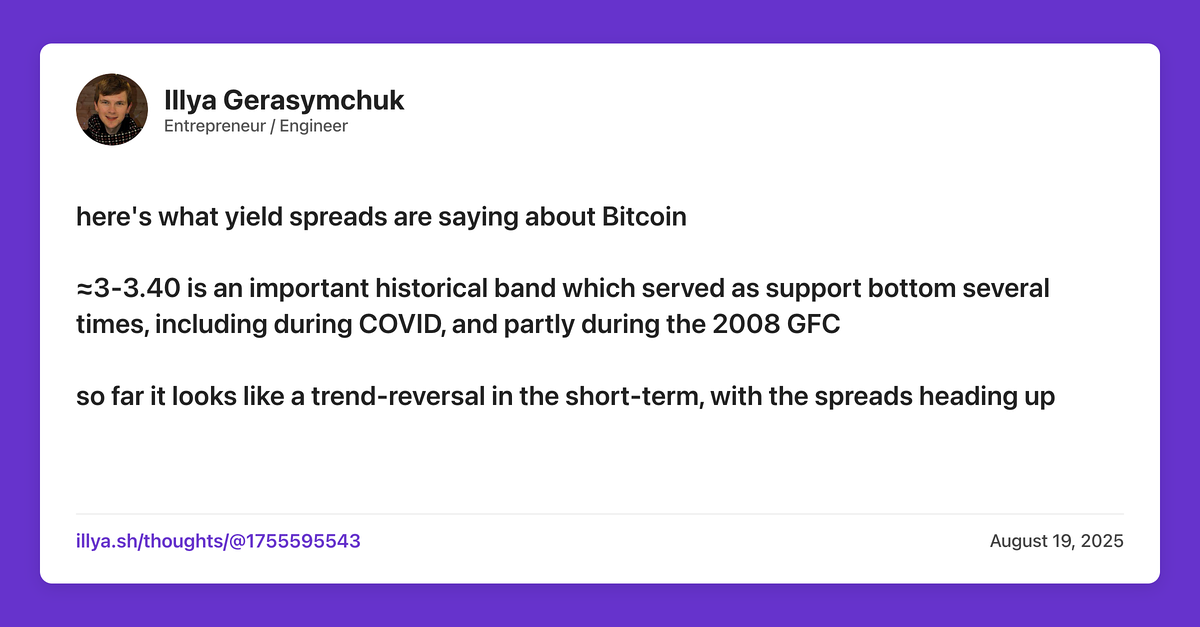 Illya Gerasymchuk
Entrepreneur / Engineer
here's what yield spreads are saying about Bitcoin
≈3-3.40 is an important historical band which served as support bottom several
times, including during COVID, and partly during the 2008 GFC
so far it looks like a trend-reversal in the short-term, with the spreads heading up
illya.sh/thoughts/@1755595543
August 19, 2025